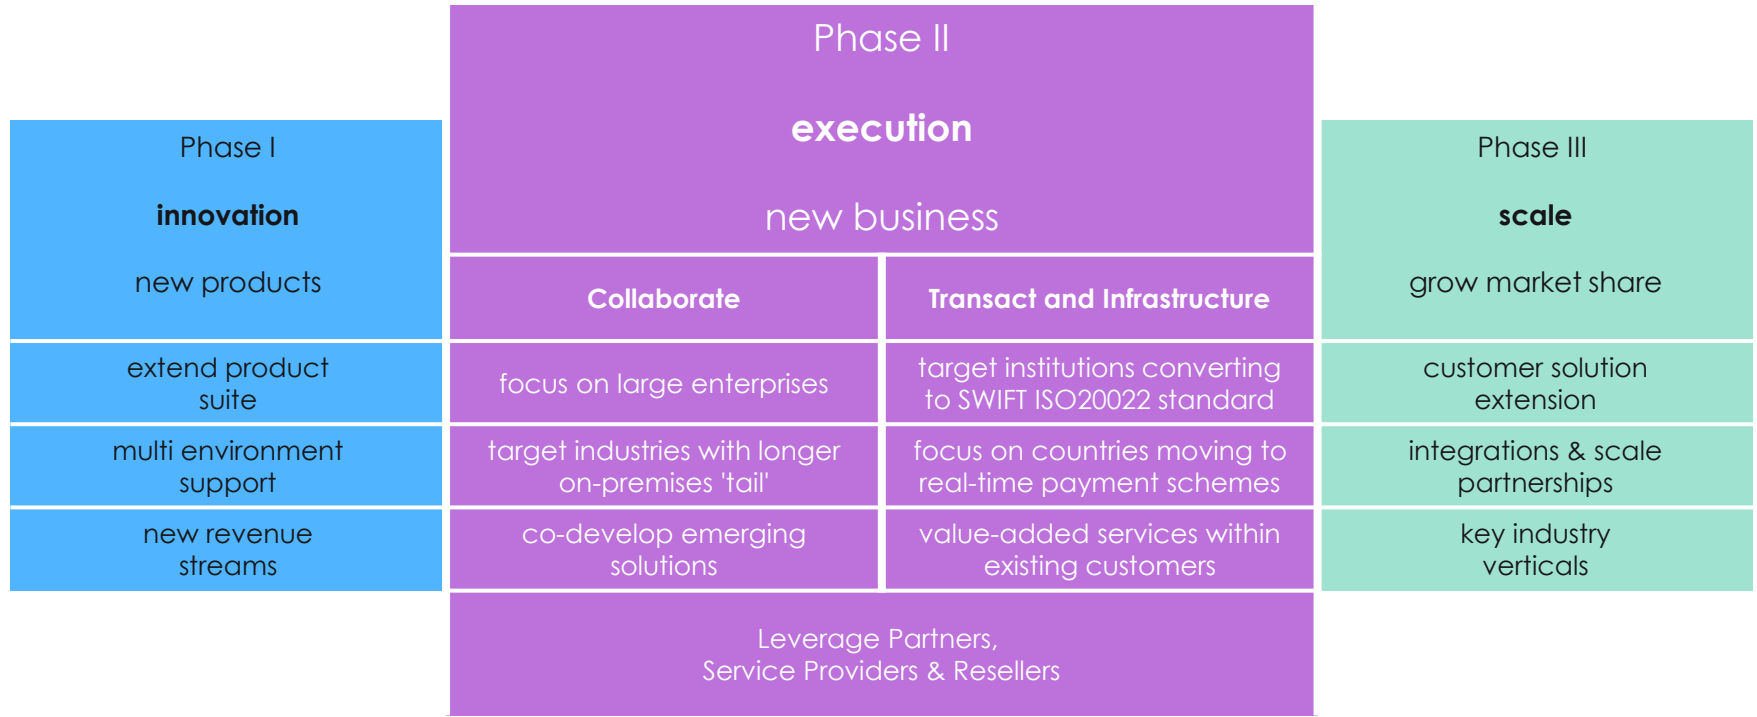 Phase I
innovation
new products
extend product
suite
multi environment
support
new revenue
streams
Phase II
execution
new business
Collaborate
focus on large enterprises
target industries with longer
on-premises 'tail'
co-develop emerging
solutions
Transact and Infrastructure
target institutions converting
to SWIFT ISO20022 standard
focus on countries moving to
real-time payment schemes
value-added services within
existing customers
Leverage Partners,
Service Providers & Resellers
Phase III
scale
grow market share
customer solution
extension
integrations & scale
partnerships
key industry
verticals